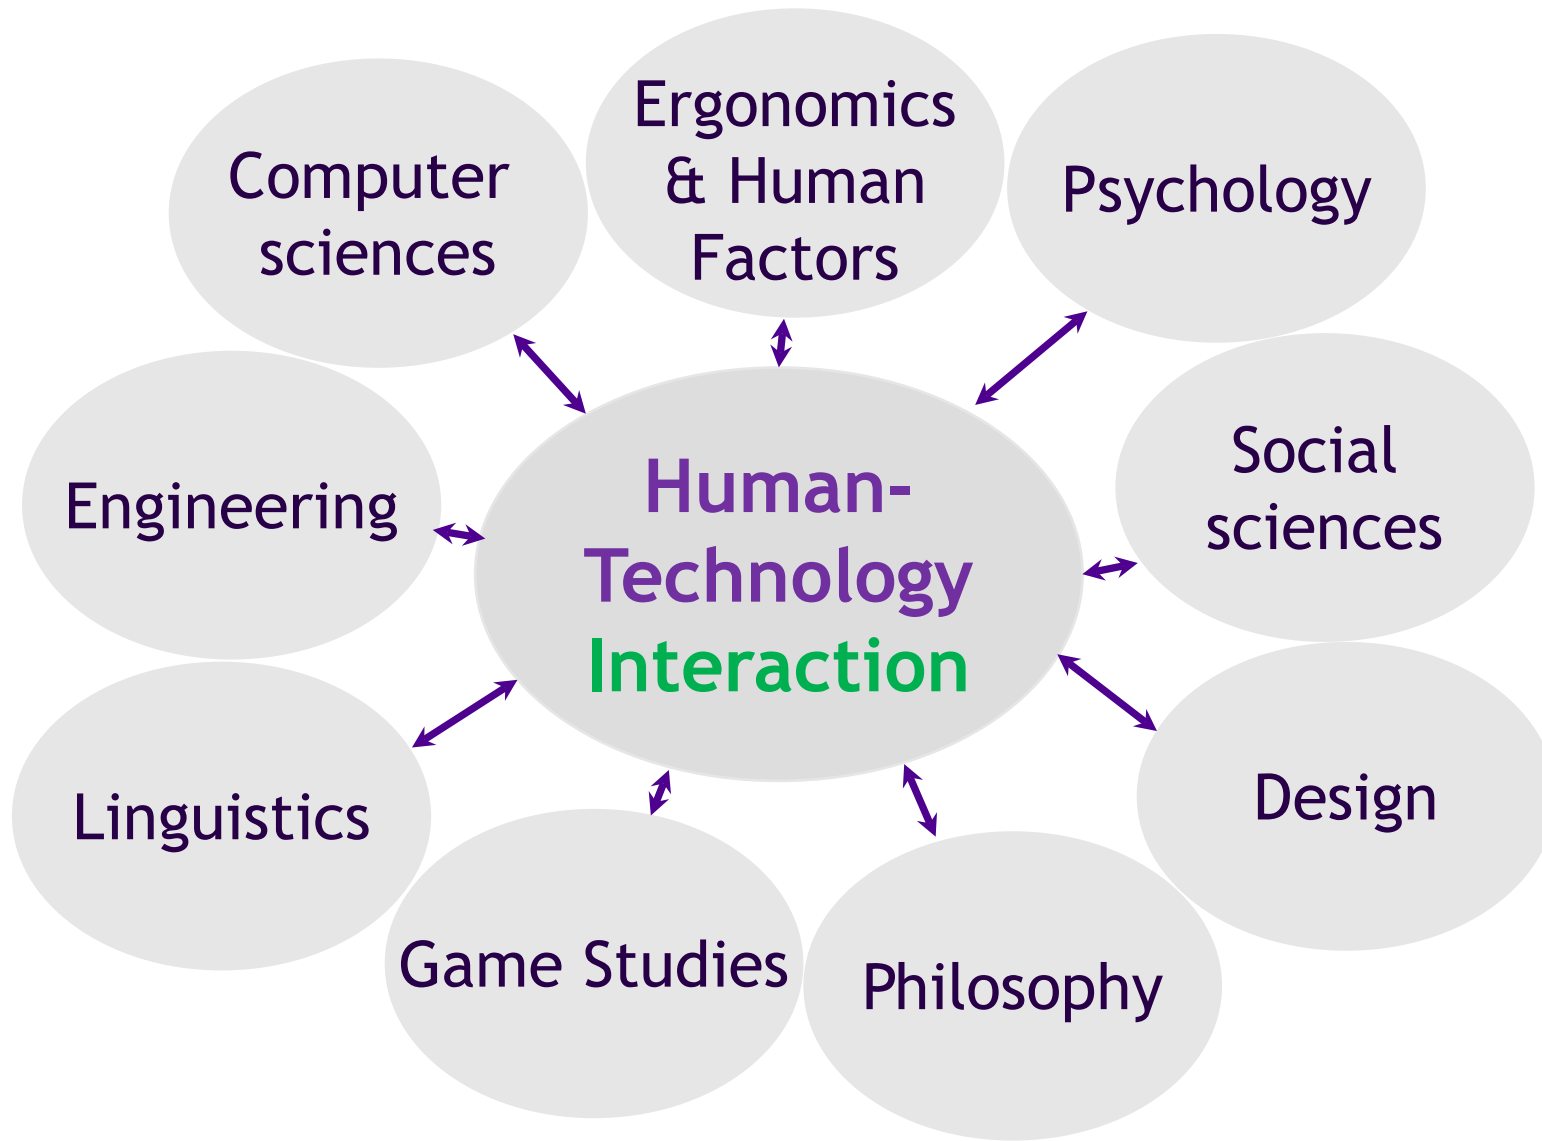 Ergonomics
& Human
Factors
Computer
sciences
Psychology
Social
sciences
Engineering
Human-
Technology
Interaction
Linguistics
Design
Game Studies
Philosophy